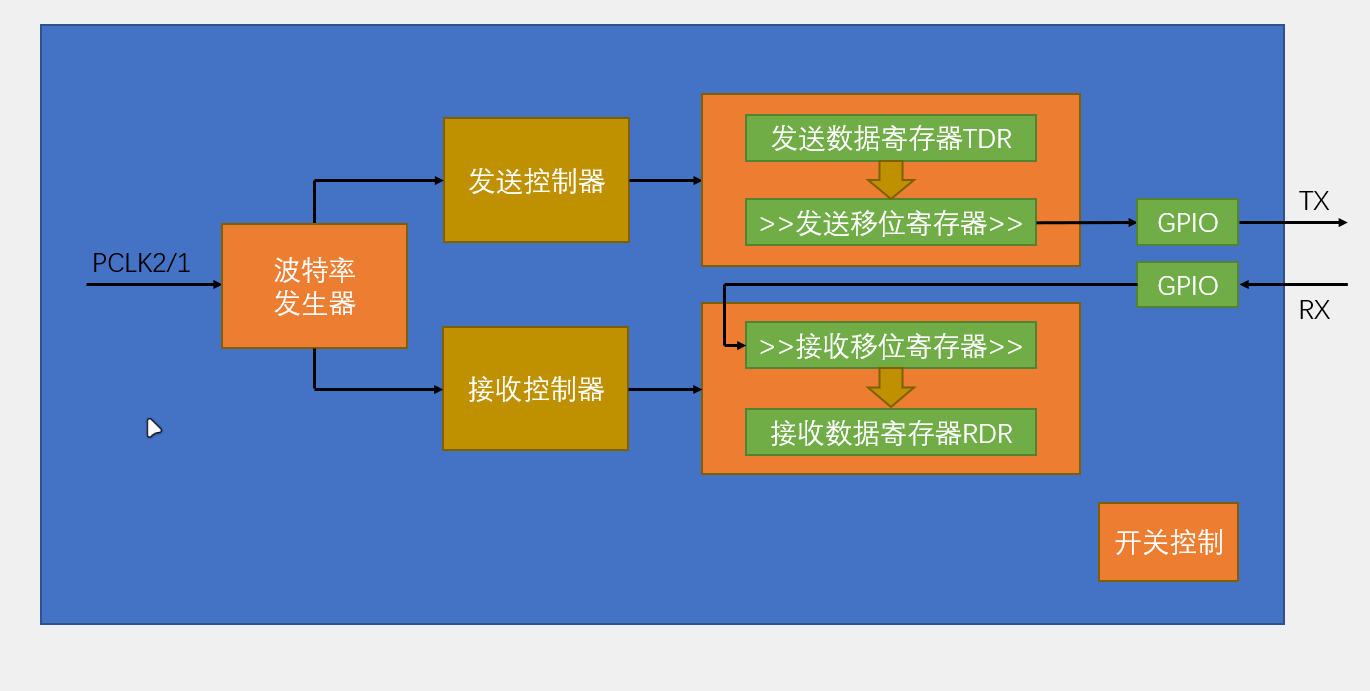 发送数据寄存器TDR
发送控制器
>>发送移位寄存器>>
GPIO
TX
PCLK2/1
波特率
发生器
GPIO
RX
>>接收移位寄存器>>
接收控制器
接收数据寄存器RDR
开关控制